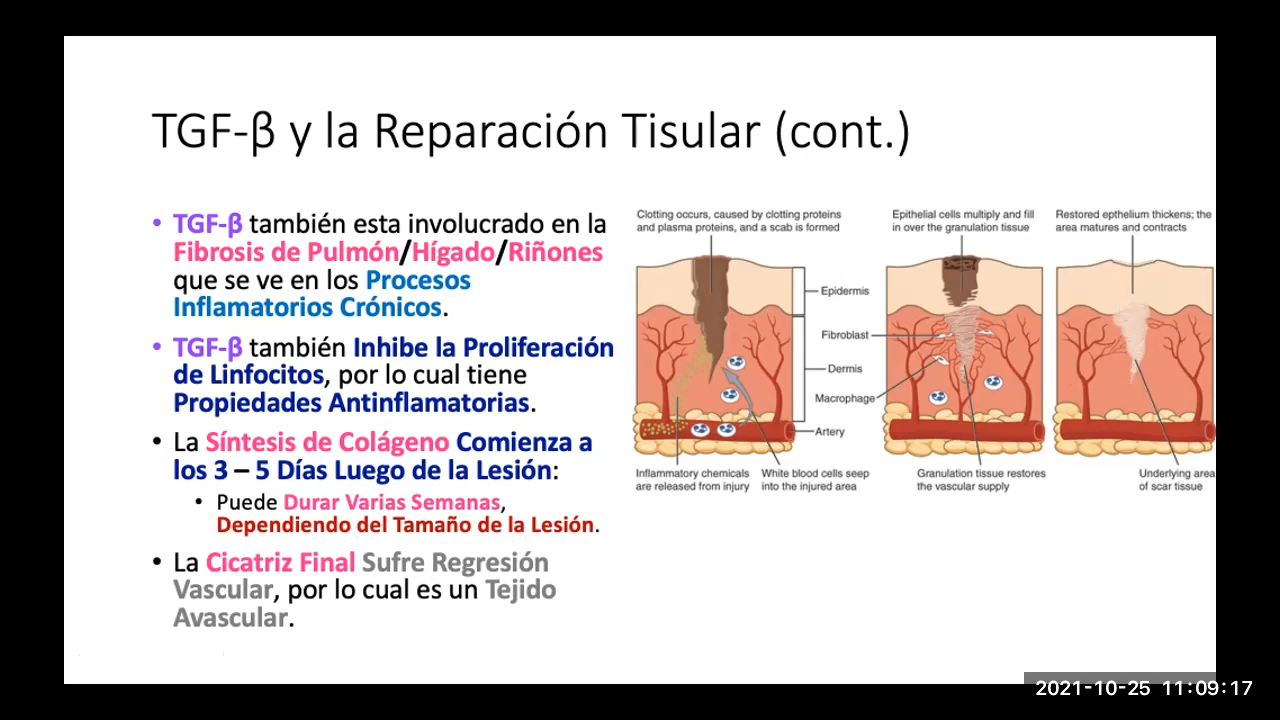 TGF-β y la Reparación Tisular (cont.)
• TGF-β también esta involucrado en la
Fibrosis de Pulmón/Hígado/Riñones
que se ve en los Procesos
Inflamatorios Crónicos.
• TGF-β también Inhibe la Proliferación
de Linfocitos, por lo cual tiene
Propiedades Antinflamatorias.
• La Síntesis de Colágeno Comienza a
los 3 – 5 Días Luego de la Lesión:
• Puede Durar Varias Semanas,
Dependiendo del Tamaño de la Lesión.
• La Cicatriz Final Sufre Regresión
Vascular, por lo cual es un Tejido
Avascular.
Clotting occurs, caused by clotting proteins
and plasma proteins, and a scab is formed
Epithelial cells multiply and fill
in over the granulation tissue
Restored epthelium thickens; the
area matures and contracts
Epidermis
Fibroblast
Dermis
Macrophage
Artery
Inflammatory chemicals
are released from injury
White blood cells seep
into the injured area
Granulation tissue restores
the vascular supply
Underlying area
of scar tissue
2021-10-25 11:09:17